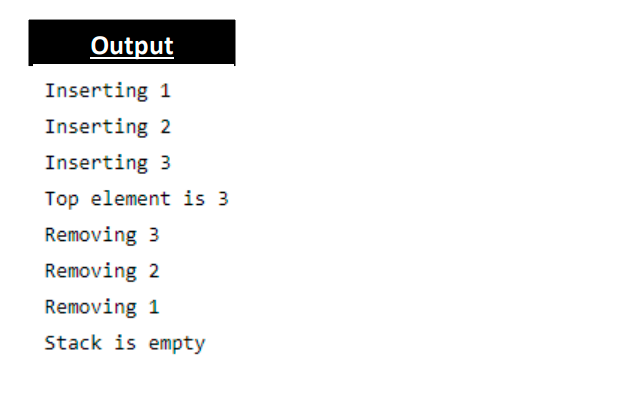 Output
Inserting 1
Inserting 2
Inserting 3
Top element is 3
Removing 3
Removing 2
Removing 1
Stack is empty